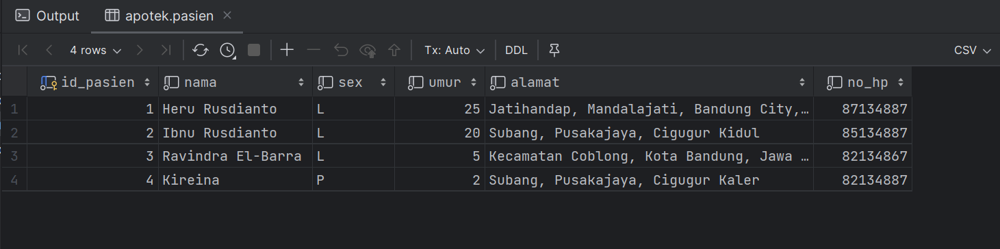 Output apotek.pasien
4 rows Tx: Auto DDL CSV
id_pasien nama sex umur alamat no_hp
1 1 Heru Rusdianto L 25 Jatihandap, Mandalajati, Bandung City,… 87134887
2 2 Ibnu Rusdianto L 20 Subang, Pusakajaya, Cigugur Kidul 85134887
3 3 Ravindra El-Barra L 5 Kecamatan Coblong, Kota Bandung, Jawa … 82134867
4 4 Kireina P 2 Subang, Pusakajaya, Cigugur Kaler 82134887